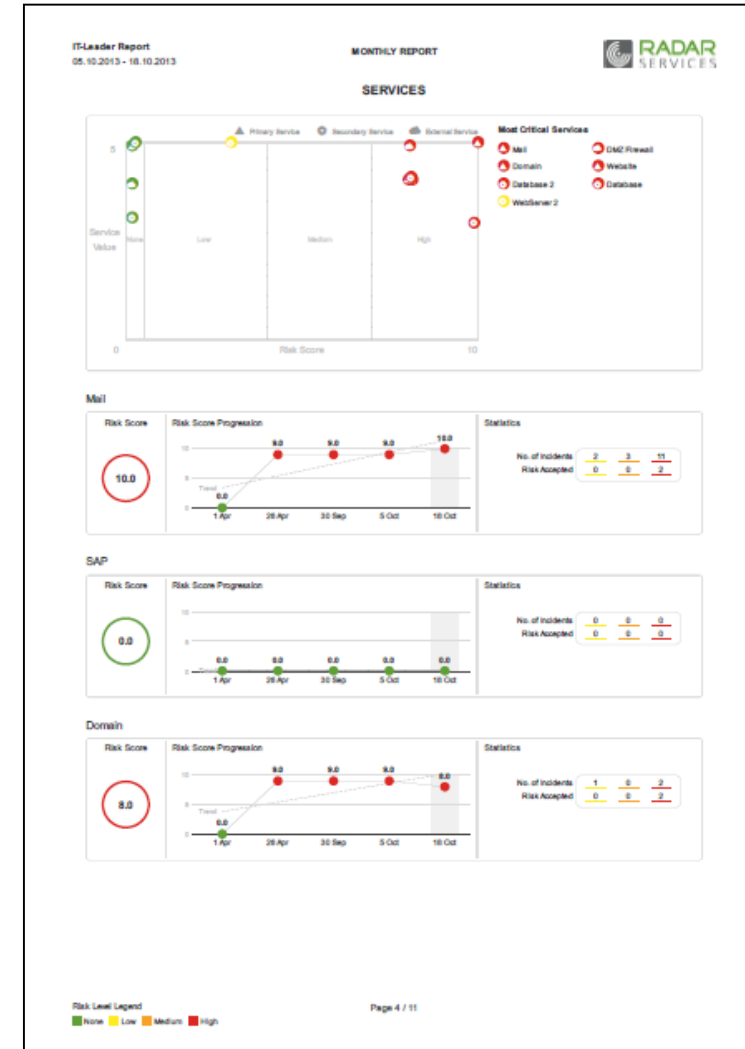 IT-Leader Report
05.10.2013 - 18.10.2013
MONTHLY REPORT
RADAR
SERVICES
SERVICES
Primary Service Secondary Service External Service
Most Critical Services
Mail DMZ Firewall
Domain Website
Database 2 Database
WebServer 2
5
Service
Value
None Low Medium High
0 Risk Score 10
Mail
Risk Score Risk Score Progression Statistics
10.0
10
5
0
Trend
0.0 9.0 9.0 9.0 10.0
1 Apr 28 Apr 30 Sep 5 Oct 18 Oct
No. of Incidents 2 3 11
Risk Accepted 0 0 2
SAP
Risk Score Risk Score Progression Statistics
0.0
10
5
0
0.0 0.0 0.0 0.0 0.0
1 Apr 28 Apr 30 Sep 5 Oct 18 Oct
No. of Incidents 0 0 0
Risk Accepted 0 0 0
Domain
Risk Score Risk Score Progression Statistics
8.0
10
5
0
Trend
0.0 9.0 9.0 9.0 8.0
1 Apr 28 Apr 30 Sep 5 Oct 18 Oct
No. of Incidents 1 0 2
Risk Accepted 0 0 2
Risk Level Legend
None Low Medium High
Page 4 / 11